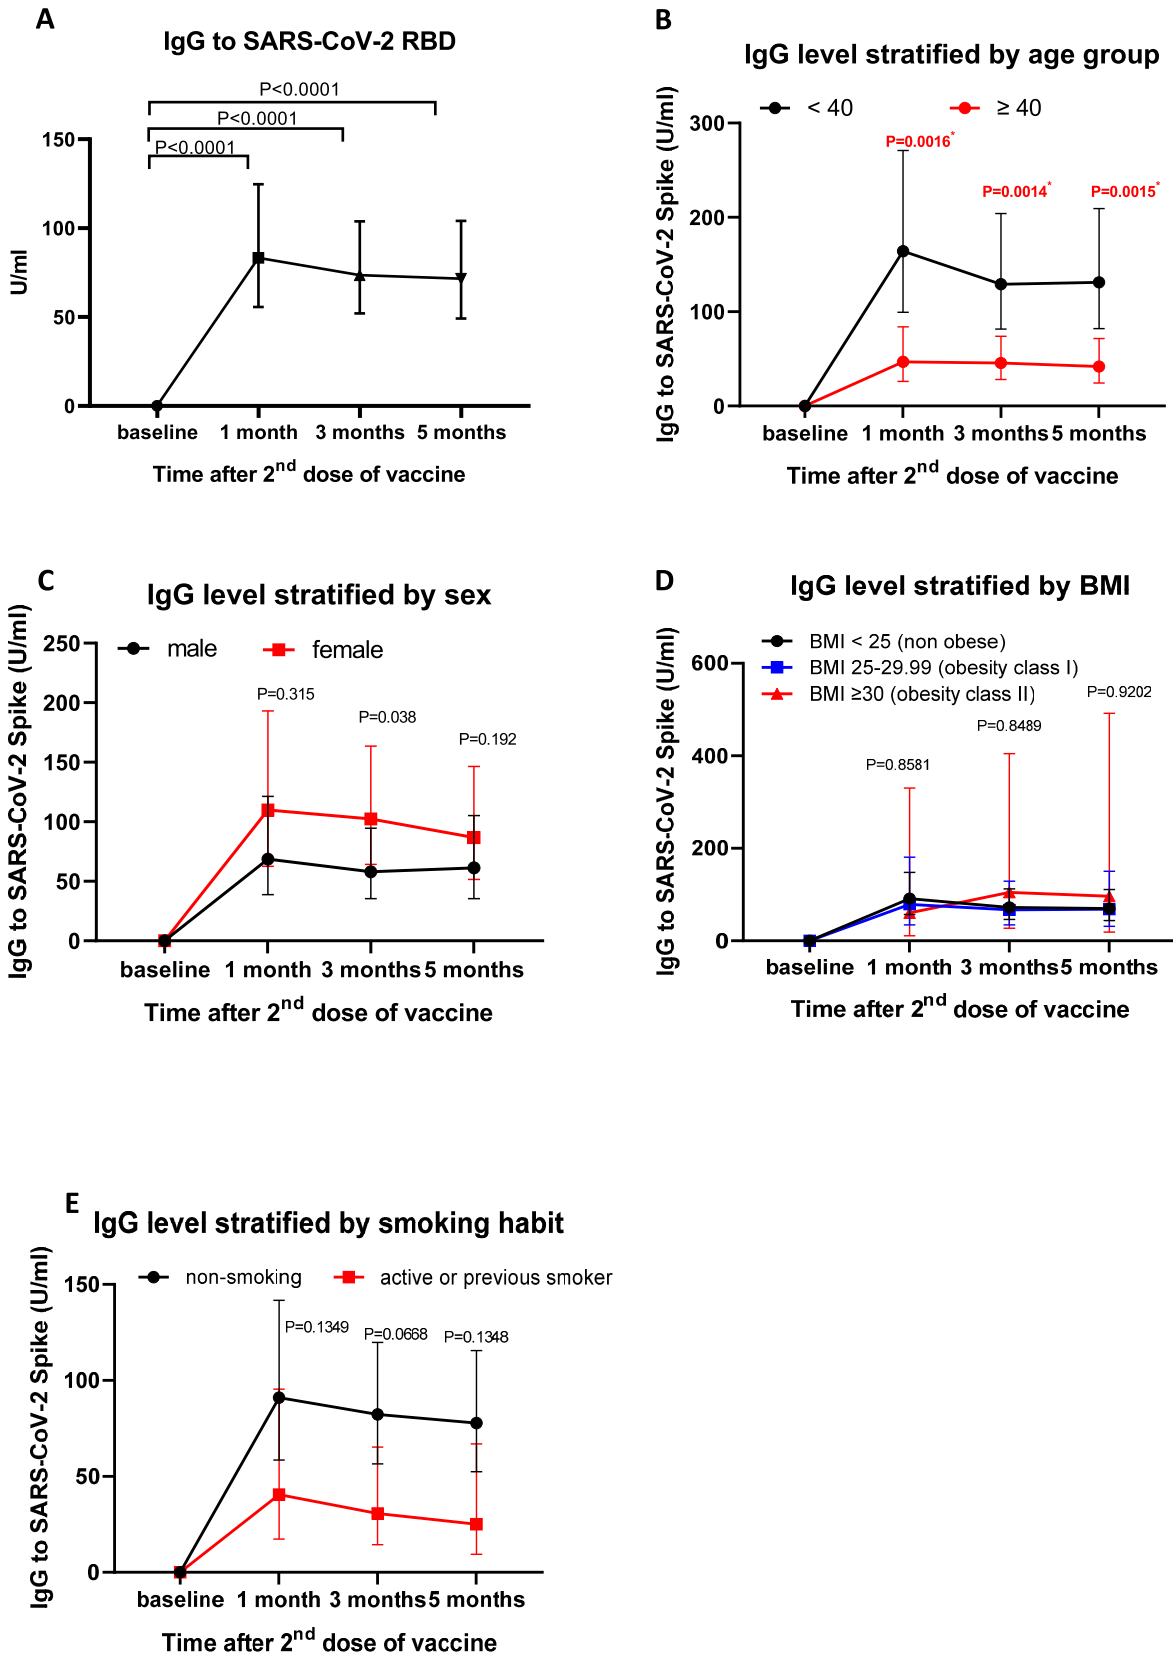 A
IgG to SARS-CoV-2 RBD
P<0.0001
P<0.0001
P<0.0001
150
100
50
0
U/ml
baseline 1 month 3 months 5 months
Time after 2nd dose of vaccine
B
IgG level stratified by age group
< 40 ≥ 40
P=0.0016*
P=0.0014* P=0.0015*
300
200
100
0
IgG to SARS-CoV-2 Spike (U/ml)
baseline 1 month 3 months 5 months
Time after 2nd dose of vaccine
C
IgG level stratified by sex
male female
P=0.315
P=0.038
P=0.192
250
200
150
100
50
0
IgG to SARS-CoV-2 Spike (U/ml)
baseline 1 month 3 months 5 months
Time after 2nd dose of vaccine
D
IgG level stratified by BMI
BMI < 25 (non obese)
BMI 25-29.99 (obesity class I)
BMI ≥30 (obesity class II)
P=0.9202
P=0.8489
P=0.8581
600
400
200
0
IgG to SARS-CoV-2 Spike (U/ml)
baseline 1 month 3 months 5 months
Time after 2nd dose of vaccine
E
IgG level stratified by smoking habit
non-smoking active or previous smoker
P=0.1349 P=0.0668 P=0.1348
150
100
50
0
IgG to SARS-CoV-2 Spike (U/ml)
baseline 1 month 3 months 5 months
Time after 2nd dose of vaccine